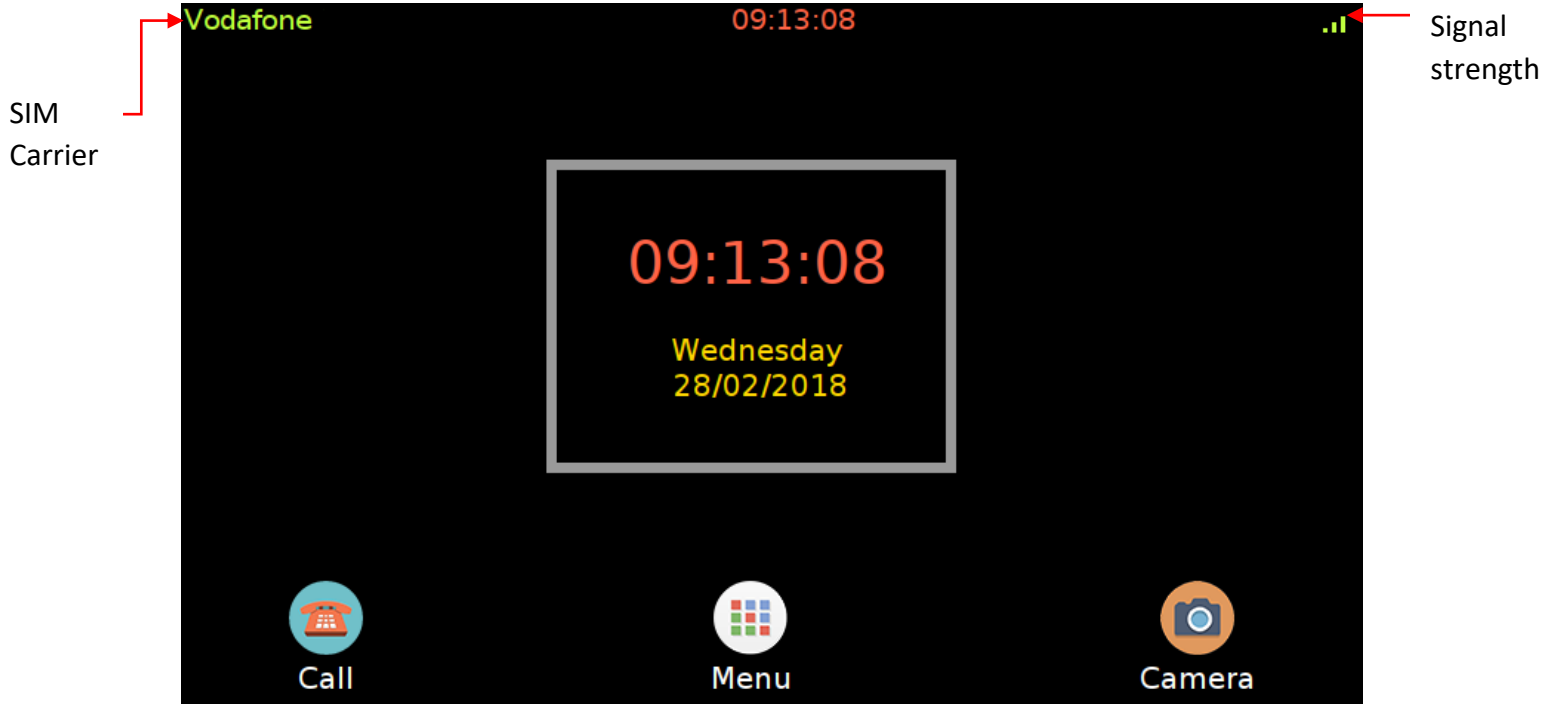 Vodafone
09:13:08
Signal
strength
SIM
Carrier
09:13:08
Wednesday
28/02/2018
Call
Menu
Camera